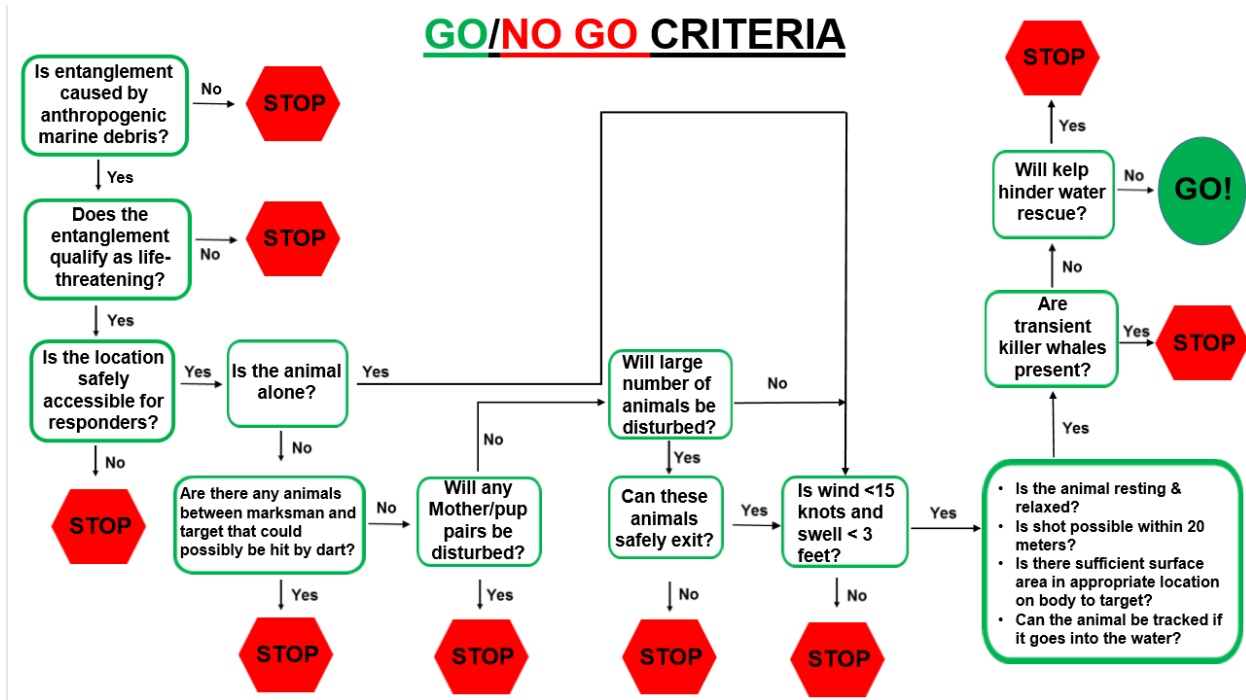 GO/NO GO CRITERIA
Is entanglement
caused by
anthropogenic
marine debris?
No
STOP
Yes
Does the
entanglement
qualify as life-
threatening?
No
STOP
Yes
Is the location
safely
accessible for
responders?
Yes
No
STOP
Is the animal
alone?
Yes
No
Are there any animals
between marksman and
target that could
possibly be hit by dart?
No
Yes
STOP
Will any
Mother/pup
pairs be
disturbed?
No
Yes
STOP
Will large
number of
animals be
disturbed?
No
Yes
Can these
animals
safely exit?
Yes
No
STOP
Is wind <15
knots and
swell < 3
feet?
Yes
No
STOP
• Is the animal resting &
relaxed?
• Is shot possible within 20
meters?
• Is there sufficient surface
area in appropriate location
on body to target?
• Can the animal be tracked if
it goes into the water?
Yes
Are
transient
killer whales
present?
Yes
STOP
No
Will kelp
hinder water
rescue?
No
GO!
Yes
STOP